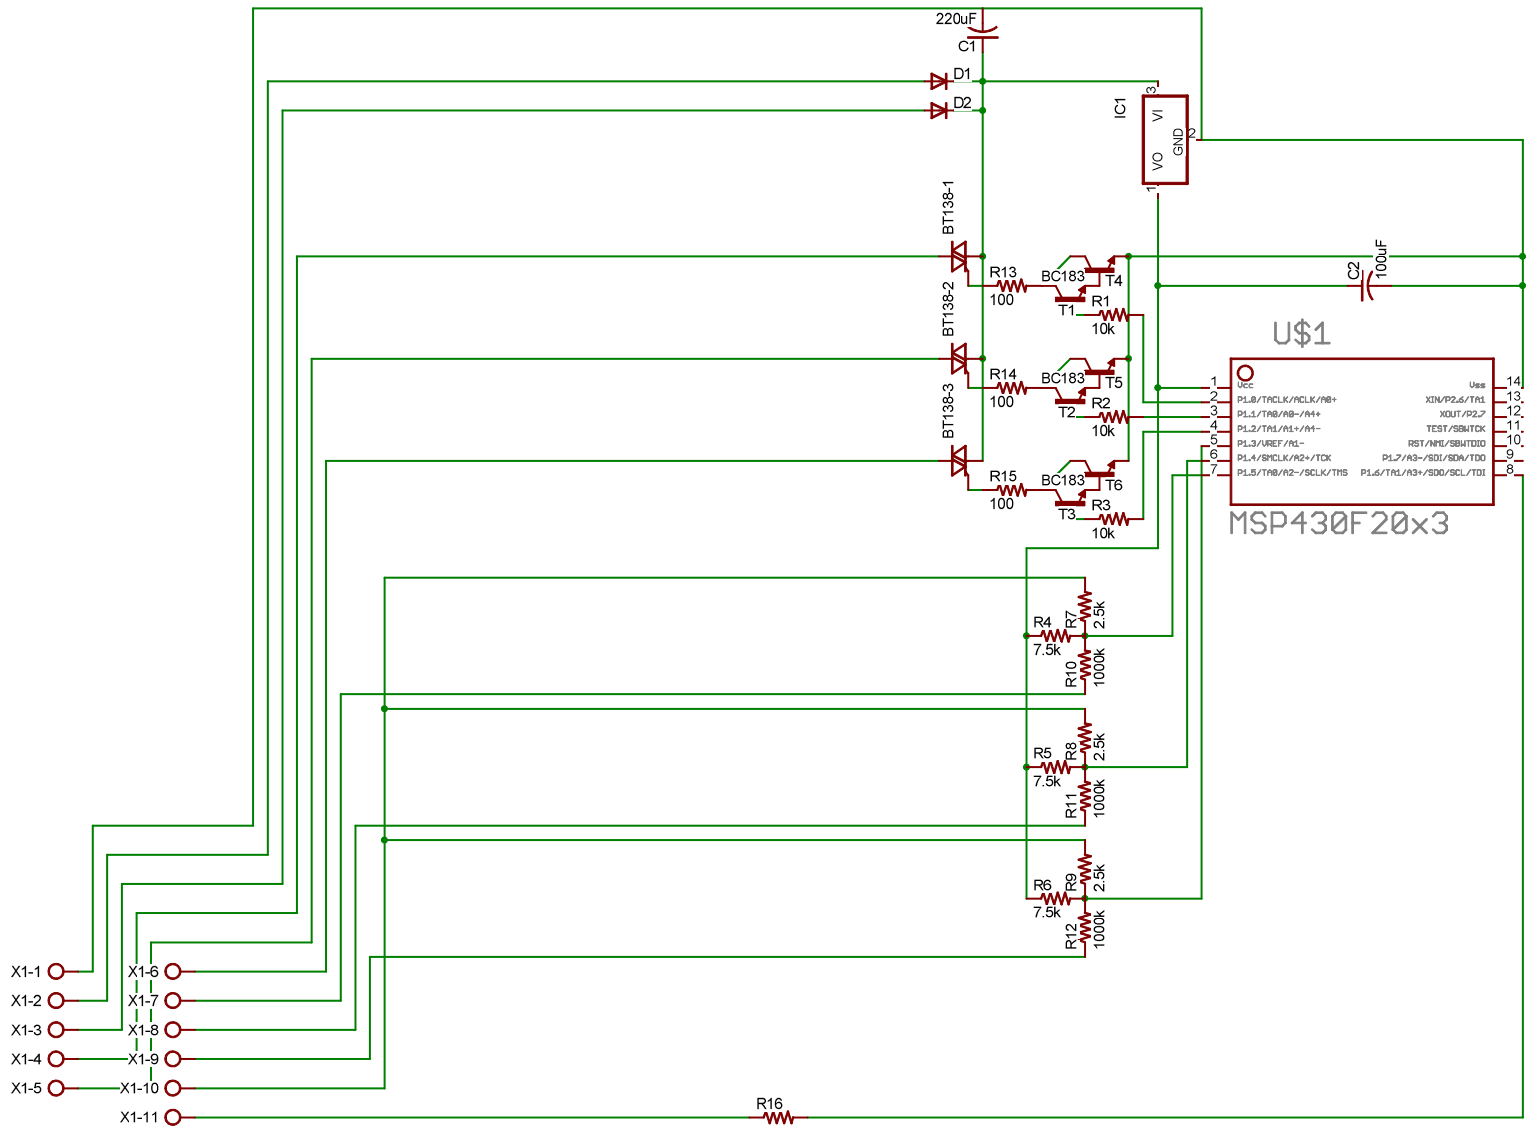 220uF
C1
D1
D2
IC1
3
VI
GND
2
VO
1
BT138-1
BT138-2
BT138-3
R13
100
BC183
T4
T1
R1
10k
R14
100
BC183
T5
T2
R2
10k
R15
100
BC183
T6
T3
R3
10k
C2
100uF
U$1
1 Vcc
2 P1.0/TACLK/ACLK/A0+
3 P1.1/TA0/A0-/A4+
4 P1.2/TA1/A1+/A4-
5 P1.3/VREF/A1-
6 P1.4/SMCLK/A2+/TCK
7 P1.5/TA0/A2-/SCLK/TMS
Vss 14
XIN/P2.6/TA1 13
XOUT/P2.7 12
TEST/SBWTCK 11
RST/NMI/SBWTDIO 10
P1.7/A3-/SDI/SDA/TDO 9
P1.6/TA1/A3+/SDO/SCL/TDI 8
MSP430F20x3
R4
7.5k
R7
2.5k
R10
1000k
R5
7.5k
R8
2.5k
R11
1000k
R6
7.5k
R9
2.5k
R12
1000k
X1-1
X1-2
X1-3
X1-4
X1-5
X1-6
X1-7
X1-8
X1-9
X1-10
X1-11
R16